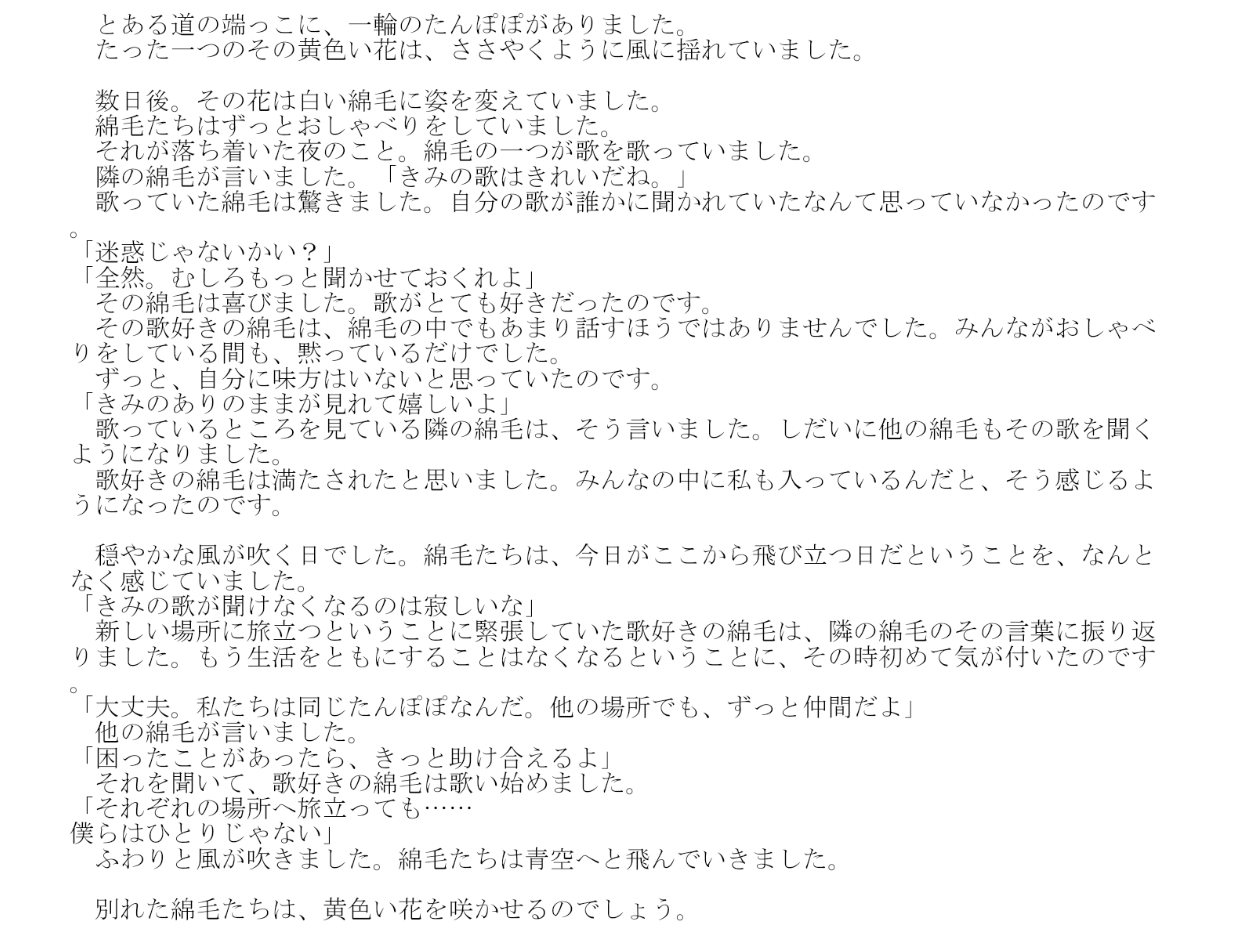 とある道の端っこに、一輪のたんぽぽがありました。
　たった一つのその黄色い花は、ささやくように風に揺れていました。

　数日後。その花は白い綿毛に姿を変えていました。
　綿毛たちはずっとおしゃべりをしていました。
　それが落ち着いた夜のこと。綿毛の一つが歌を歌っていました。
　隣の綿毛が言いました。「きみの歌はきれいだね。」
　歌っていた綿毛は驚きました。自分の歌が誰かに聞かれていたなんて思っていなかったのです
。
「迷惑じゃないかい？」
「全然。むしろもっと聞かせておくれよ」
　その綿毛は喜びました。歌がとても好きだったのです。
　その歌好きの綿毛は、綿毛の中でもあまり話すほうではありませんでした。みんながおしゃべ
りをしている間も、黙っているだけでした。
　ずっと、自分に味方はいないと思っていたのです。
「きみのありのままが見れて嬉しいよ」
　歌っているところを見ている隣の綿毛は、そう言いました。しだいに他の綿毛もその歌を聞く
ようになりました。
　歌好きの綿毛は満たされたと思いました。みんなの中に私も入っているんだと、そう感じるよ
うになったのです。

　穏やかな風が吹く日でした。綿毛たちは、今日がここから飛び立つ日だということを、なんと
なく感じていました。
「きみの歌が聞けなくなるのは寂しいな」
　新しい場所に旅立つということに緊張していた歌好きの綿毛は、隣の綿毛のその言葉に振り返
りました。もう生活をともにすることはなくなるということに、その時初めて気が付いたのです
。
「大丈夫。私たちは同じたんぽぽなんだ。他の場所でも、ずっと仲間だよ」
　他の綿毛が言いました。
「困ったことがあったら、きっと助け合えるよ」
　それを聞いて、歌好きの綿毛は歌い始めました。
「それぞれの場所へ旅立っても……
僕らはひとりじゃない」
　ふわりと風が吹きました。綿毛たちは青空へと飛んでいきました。

　別れた綿毛たちは、黄色い花を咲かせるのでしょう。